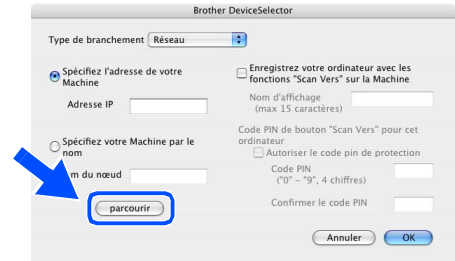 Brother DeviceSelector
Type de branchement Réseau
Spécifiez l'adresse de votre
Machine
Adresse IP
Spécifiez votre Machine par le
nom
m du nœud
parcourir
Enregistrez votre ordinateur avec les
fonctions "Scan Vers" sur la Machine
Nom d'affichage
(max 15 caractères)
Code PIN de bouton "Scan Vers" pour cet
ordinateur
Autoriser le code pin de protection
Code PIN
("0" - "9", 4 chiffres)
Confirmer le code PIN
Annuler
OK